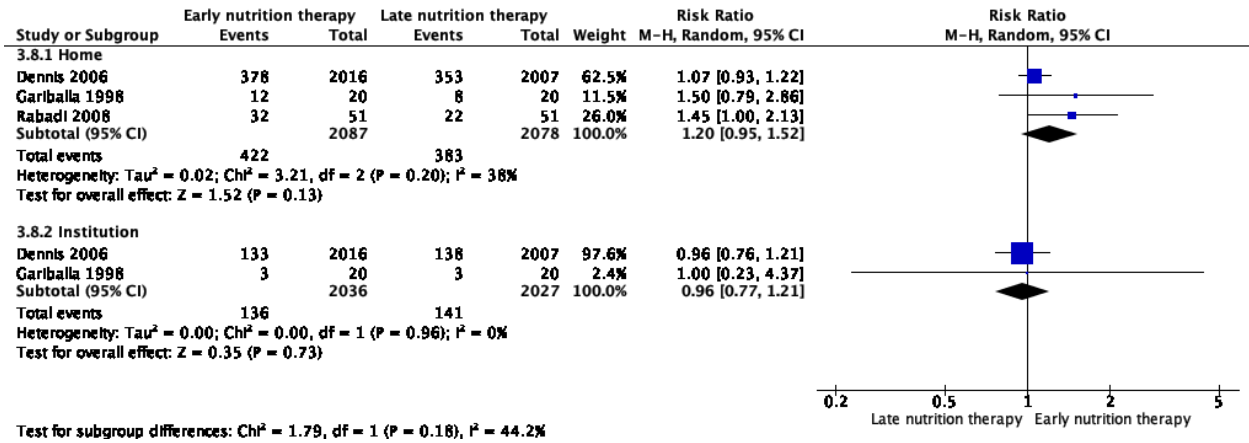 Early nutrition therapy Late nutrition therapy Risk Ratio Risk Ratio
Study or Subgroup Events Total Events Total Weight M-H, Random, 95% CI M-H, Random, 95% CI
3.8.1 Home
Dennis 2006 378 2016 353 2007 62.5% 1.07 [0.93, 1.22]
Gariballa 1998 12 20 8 20 11.5% 1.50 [0.79, 2.86]
Rabadi 2008 32 51 22 51 26.0% 1.45 [1.00, 2.13]
Subtotal (95% CI) 2087 2078 100.0% 1.20 [0.95, 1.52]
Total events 422 383
Heterogeneity: Tau² = 0.02; Chi² = 3.21, df = 2 (P = 0.20); I² = 38%
Test for overall effect: Z = 1.52 (P = 0.13)
3.8.2 Institution
Dennis 2006 133 2016 138 2007 97.6% 0.96 [0.76, 1.21]
Gariballa 1998 3 20 3 20 2.4% 1.00 [0.23, 4.37]
Subtotal (95% CI) 2036 2027 100.0% 0.96 [0.77, 1.21]
Total events 136 141
Heterogeneity: Tau² = 0.00; Chi² = 0.00, df = 1 (P = 0.96); I² = 0%
Test for overall effect: Z = 0.35 (P = 0.73)
0.2 0.5 1 2 5
Late nutrition therapy Early nutrition therapy
Test for subgroup differences: Chi² = 1.79, df = 1 (P = 0.18), I² = 44.2%